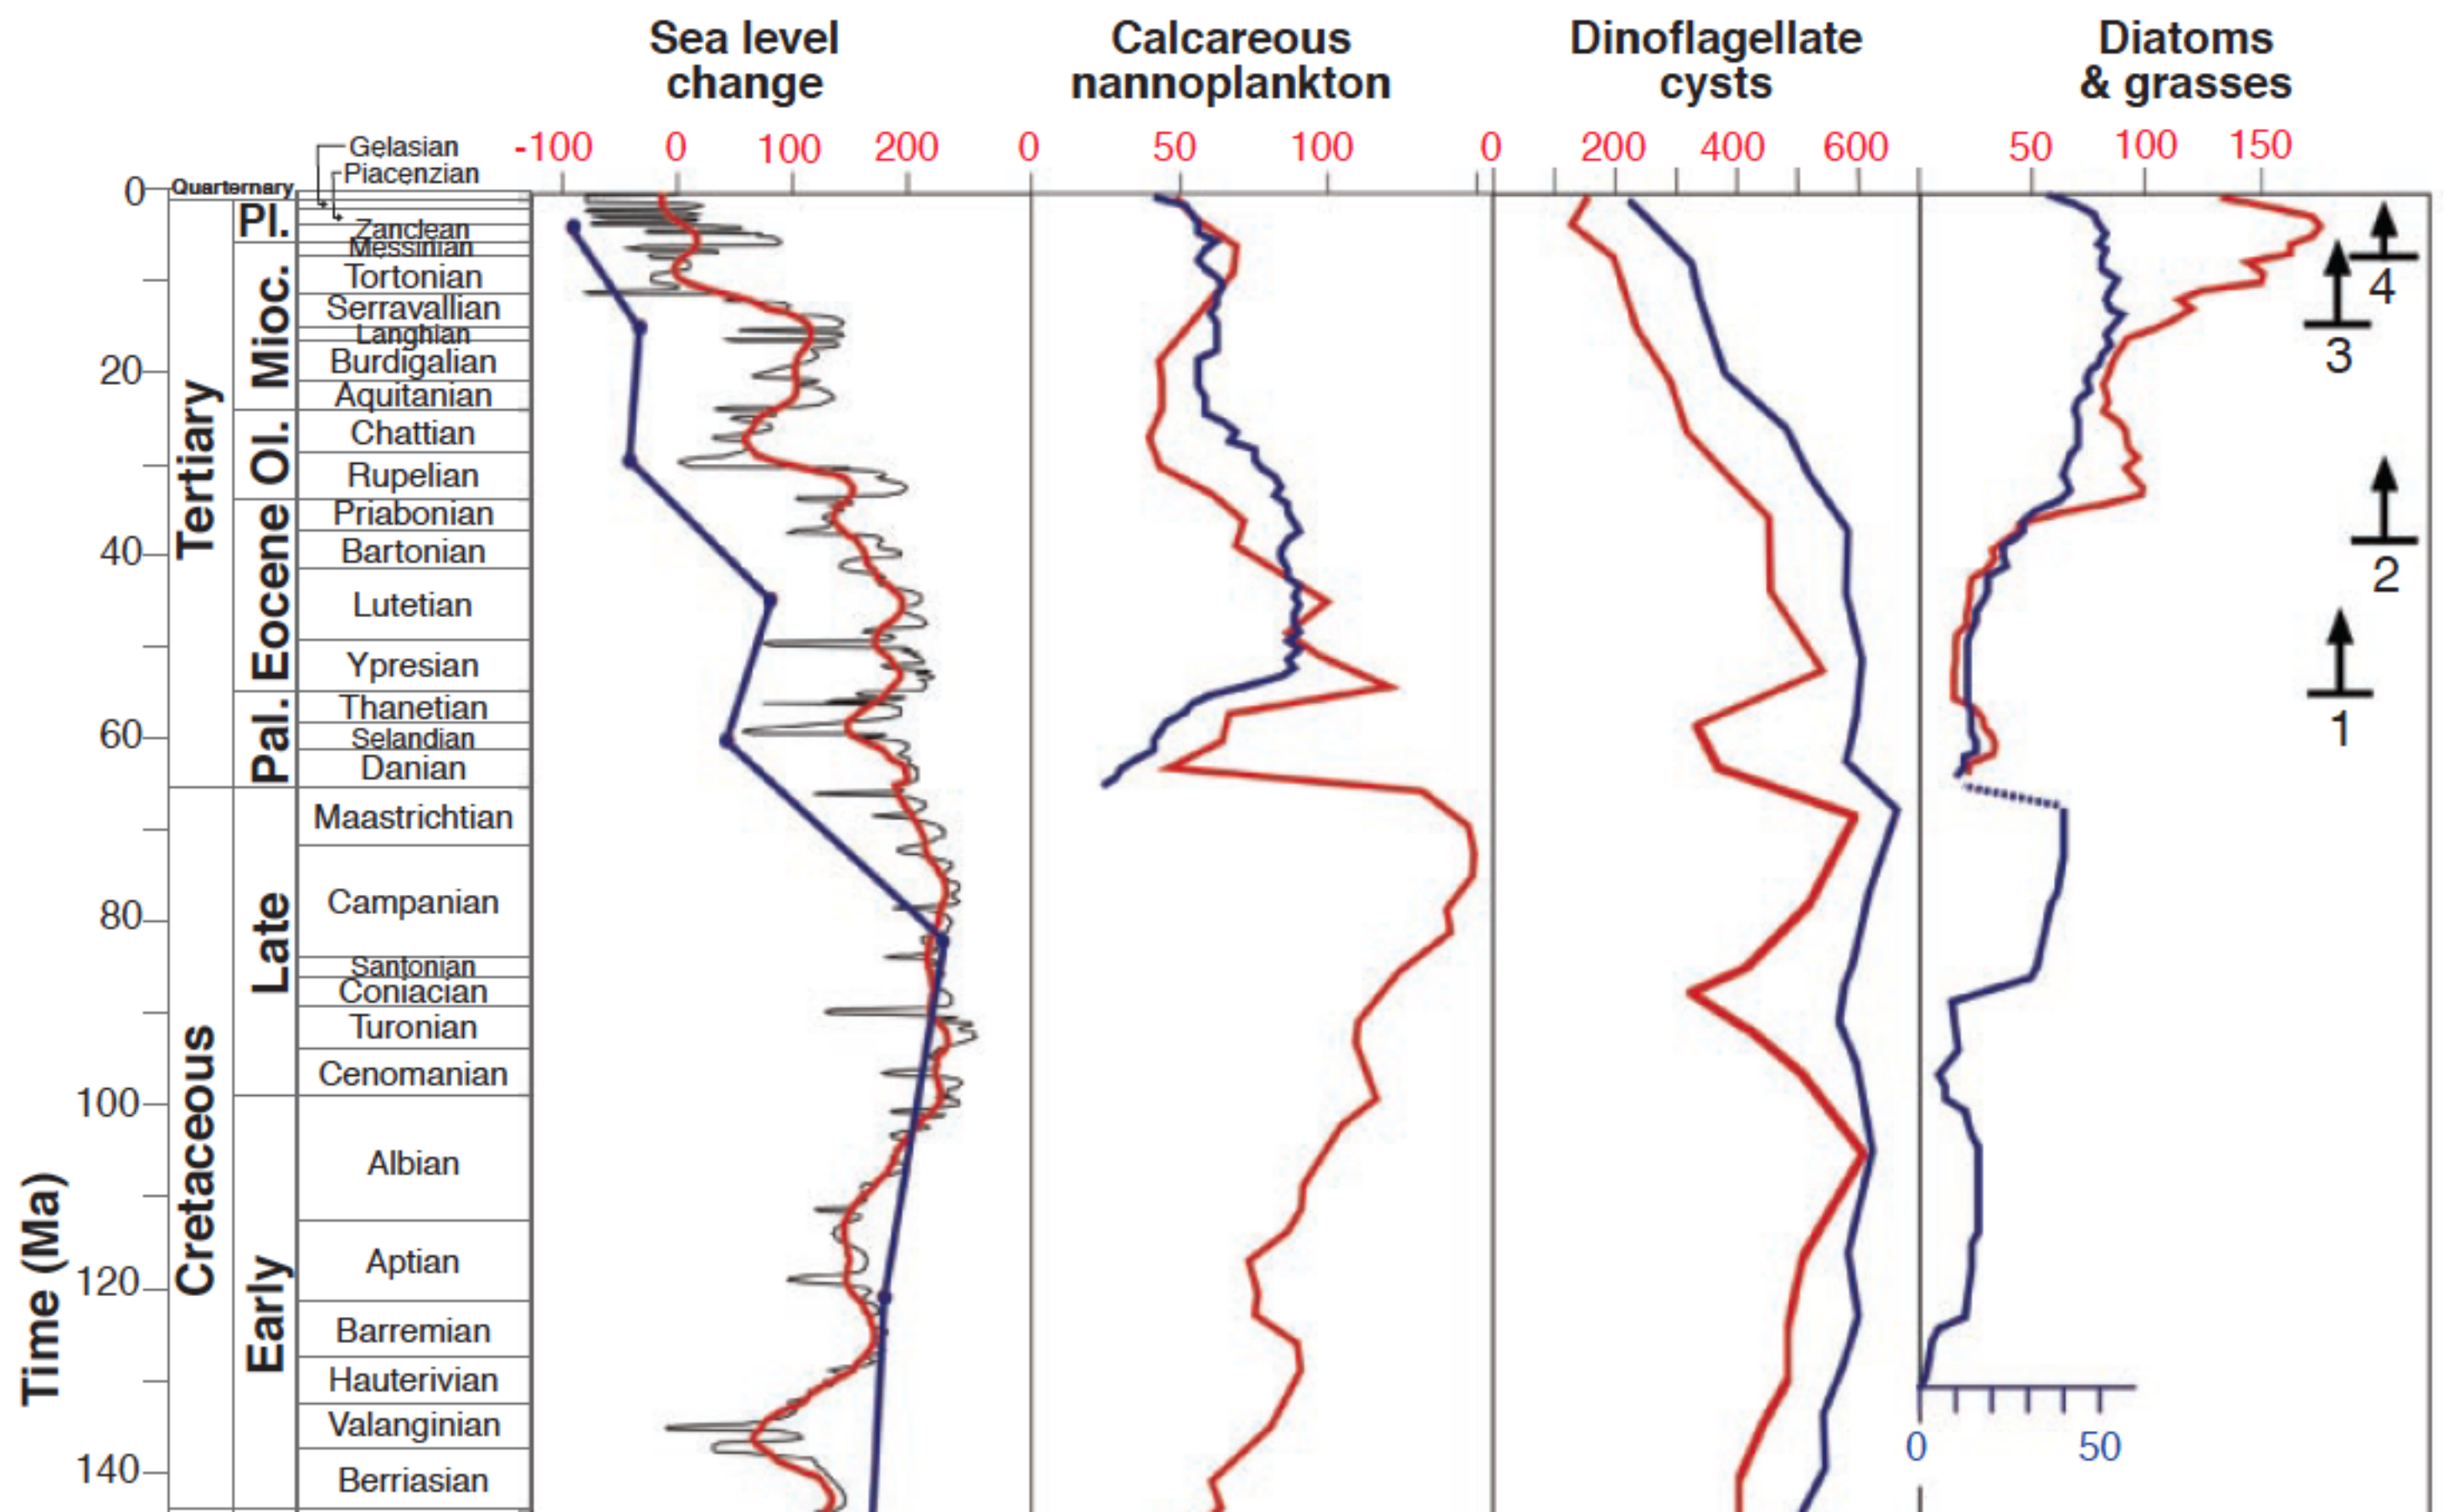 Sea level
change
Calcareous
nannoplankton
Dinoflagellate
cysts
Diatoms
& grasses
-100 0 100 200 0 50 100 0 200 400 600 50 100 150
Gelasian
Piacenzian
0 Quarternary
Pl.
Zanclean
Messinian
Tortonian
Serravallian
Langhian
Burdigalian
Aquitanian
Mioc.
20
Chattian
Rupelian
Ol.
Tertiary
Priabonian
Bartonian
Lutetian
Ypresian
Eocene
40
Thanetian
Selandian
Danian
Pal.
60
Maastrichtian
Campanian
Santonian
Coniacian
Turonian
Cenomanian
Late
80
100
Cretaceous
Albian
Aptian
Barremian
Hauterivian
Valanginian
Berriasian
Early
120
140
Time (Ma)
4
3
2
1
0 50